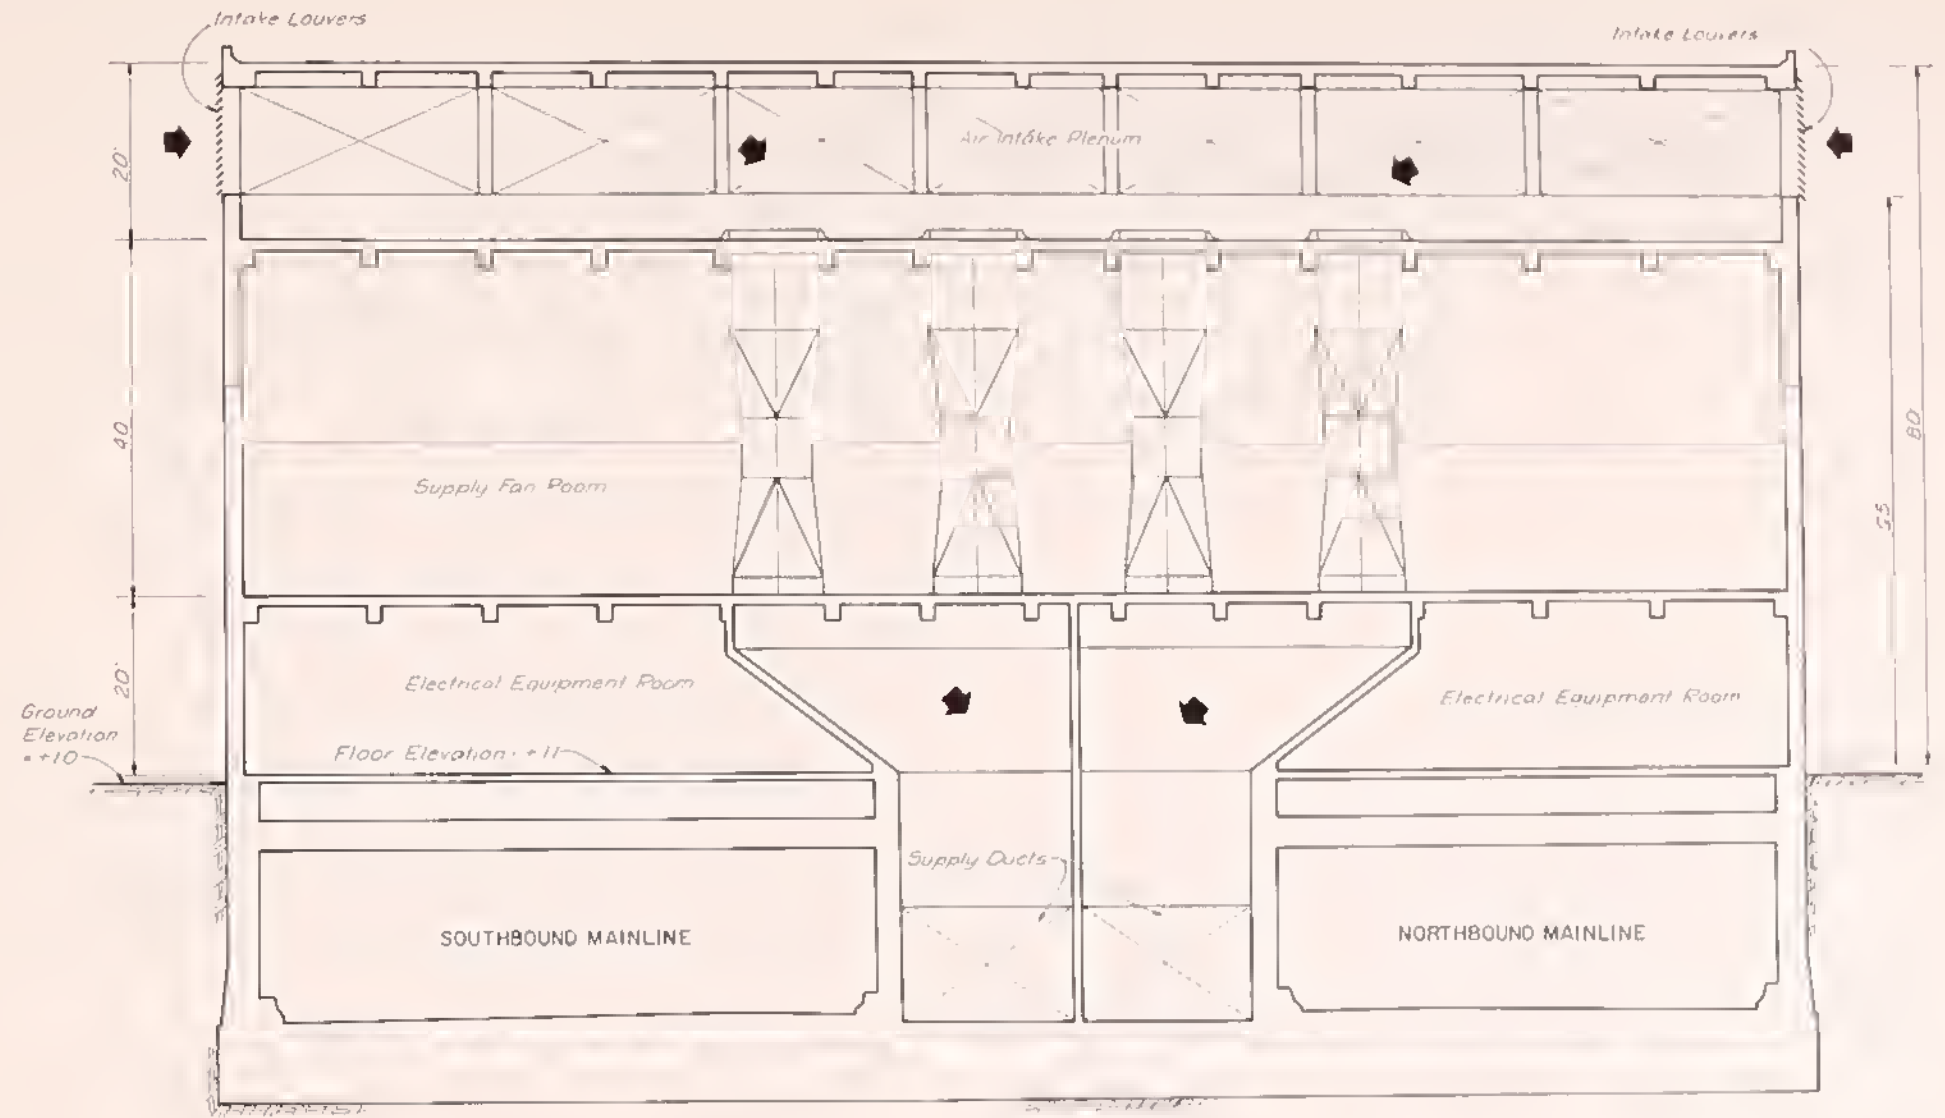 Intake Louvers
Intake Louvers
Air Intake Plenum
20'
40'
80'
Supply Fan Room
55'
20'
Electrical Equipment Room
Electrical Equipment Room
Ground
Elevation
• +10
Floor Elevation • +11
Supply Ducts
SOUTHBOUND MAINLINE
NORTHBOUND MAINLINE